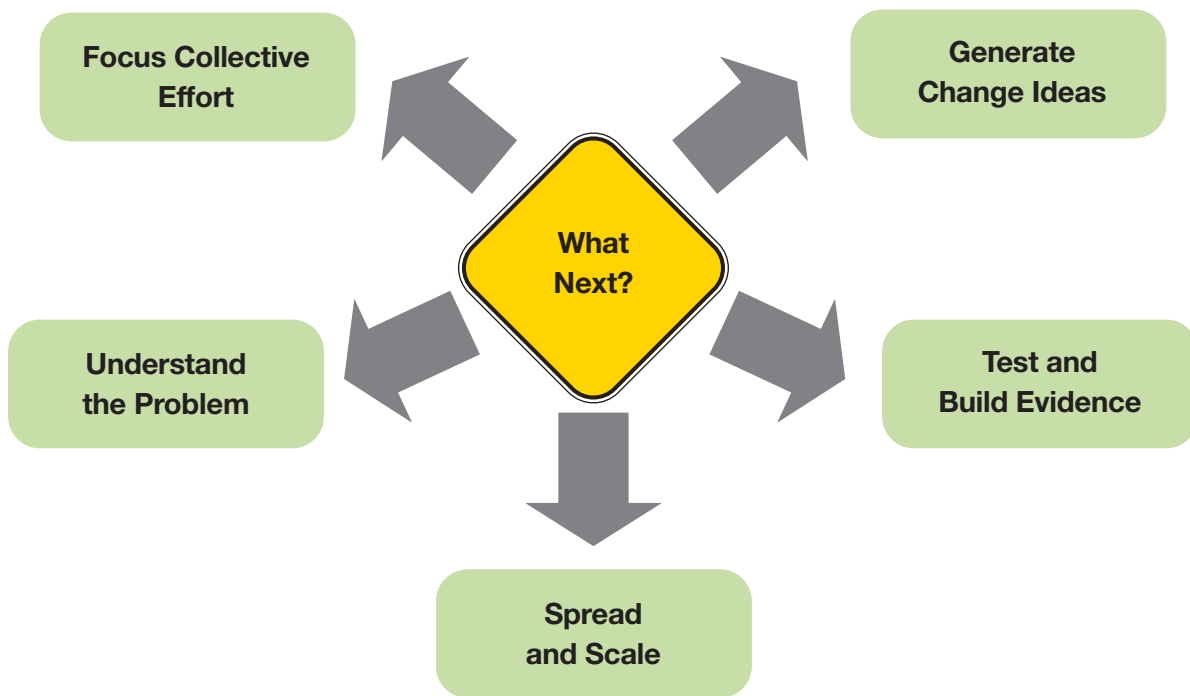 Focus Collective
Effort
Generate
Change Ideas
What
Next?
Understand
the Problem
Test and
Build Evidence
Spread
and Scale